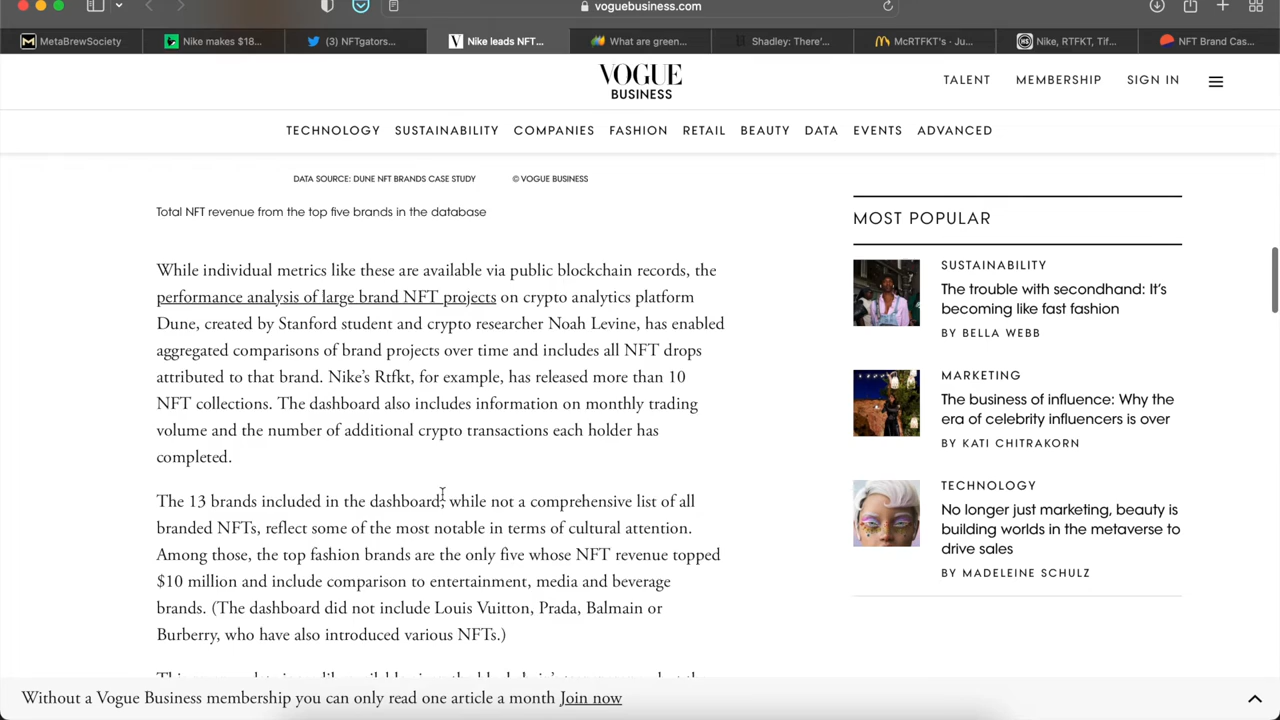 voguebusiness.com
MetaBrewSociety
Nike makes $18...
(3) NFTgators...
Nike leads NFT...
What are green...
Shadley: There'...
McRTFKT's · Ju...
Nike, RTFKT, Tif...
NFT Brand Cas...
VOGUE
BUSINESS
TALENT MEMBERSHIP SIGN IN
TECHNOLOGY SUSTAINABILITY COMPANIES FASHION RETAIL BEAUTY DATA EVENTS ADVANCED
DATA SOURCE: DUNE NFT BRANDS CASE STUDY © VOGUE BUSINESS
Total NFT revenue from the top five brands in the database
While individual metrics like these are available via public blockchain records, the
performance analysis of large brand NFT projects on crypto analytics platform
Dune, created by Stanford student and crypto researcher Noah Levine, has enabled
aggregated comparisons of brand projects over time and includes all NFT drops
attributed to that brand. Nike's Rtfkt, for example, has released more than 10
NFT collections. The dashboard also includes information on monthly trading
volume and the number of additional crypto transactions each holder has
completed.
The 13 brands included in the dashboard, while not a comprehensive list of all
branded NFTs, reflect some of the most notable in terms of cultural attention.
Among those, the top fashion brands are the only five whose NFT revenue topped
$10 million and include comparison to entertainment, media and beverage
brands. (The dashboard did not include Louis Vuitton, Prada, Balmain or
Burberry, who have also introduced various NFTs.)
MOST POPULAR
SUSTAINABILITY
The trouble with secondhand: It's
becoming like fast fashion
BY BELLA WEBB
MARKETING
The business of influence: Why the
era of celebrity influencers is over
BY KATI CHITRAKORN
TECHNOLOGY
No longer just marketing, beauty is
building worlds in the metaverse to
drive sales
BY MADELEINE SCHULZ
Without a Vogue Business membership you can only read one article a month Join now